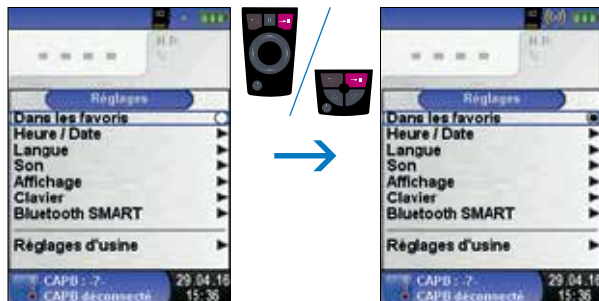 H.P.
Réglages
Dans les favoris
Heure / Date
Langue
Son
Affichage
Clavier
Bluetooth SMART
Réglages d'usine
CAPB : -7-
CAPB déconnecté
29.04.16
15:36
H.P.
Réglages
Dans les favoris
Heure / Date
Langue
Son
Affichage
Clavier
Bluetooth SMART
Réglages d'usine
CAPB : -7-
CAPB déconnecté
29.04.16
15:36